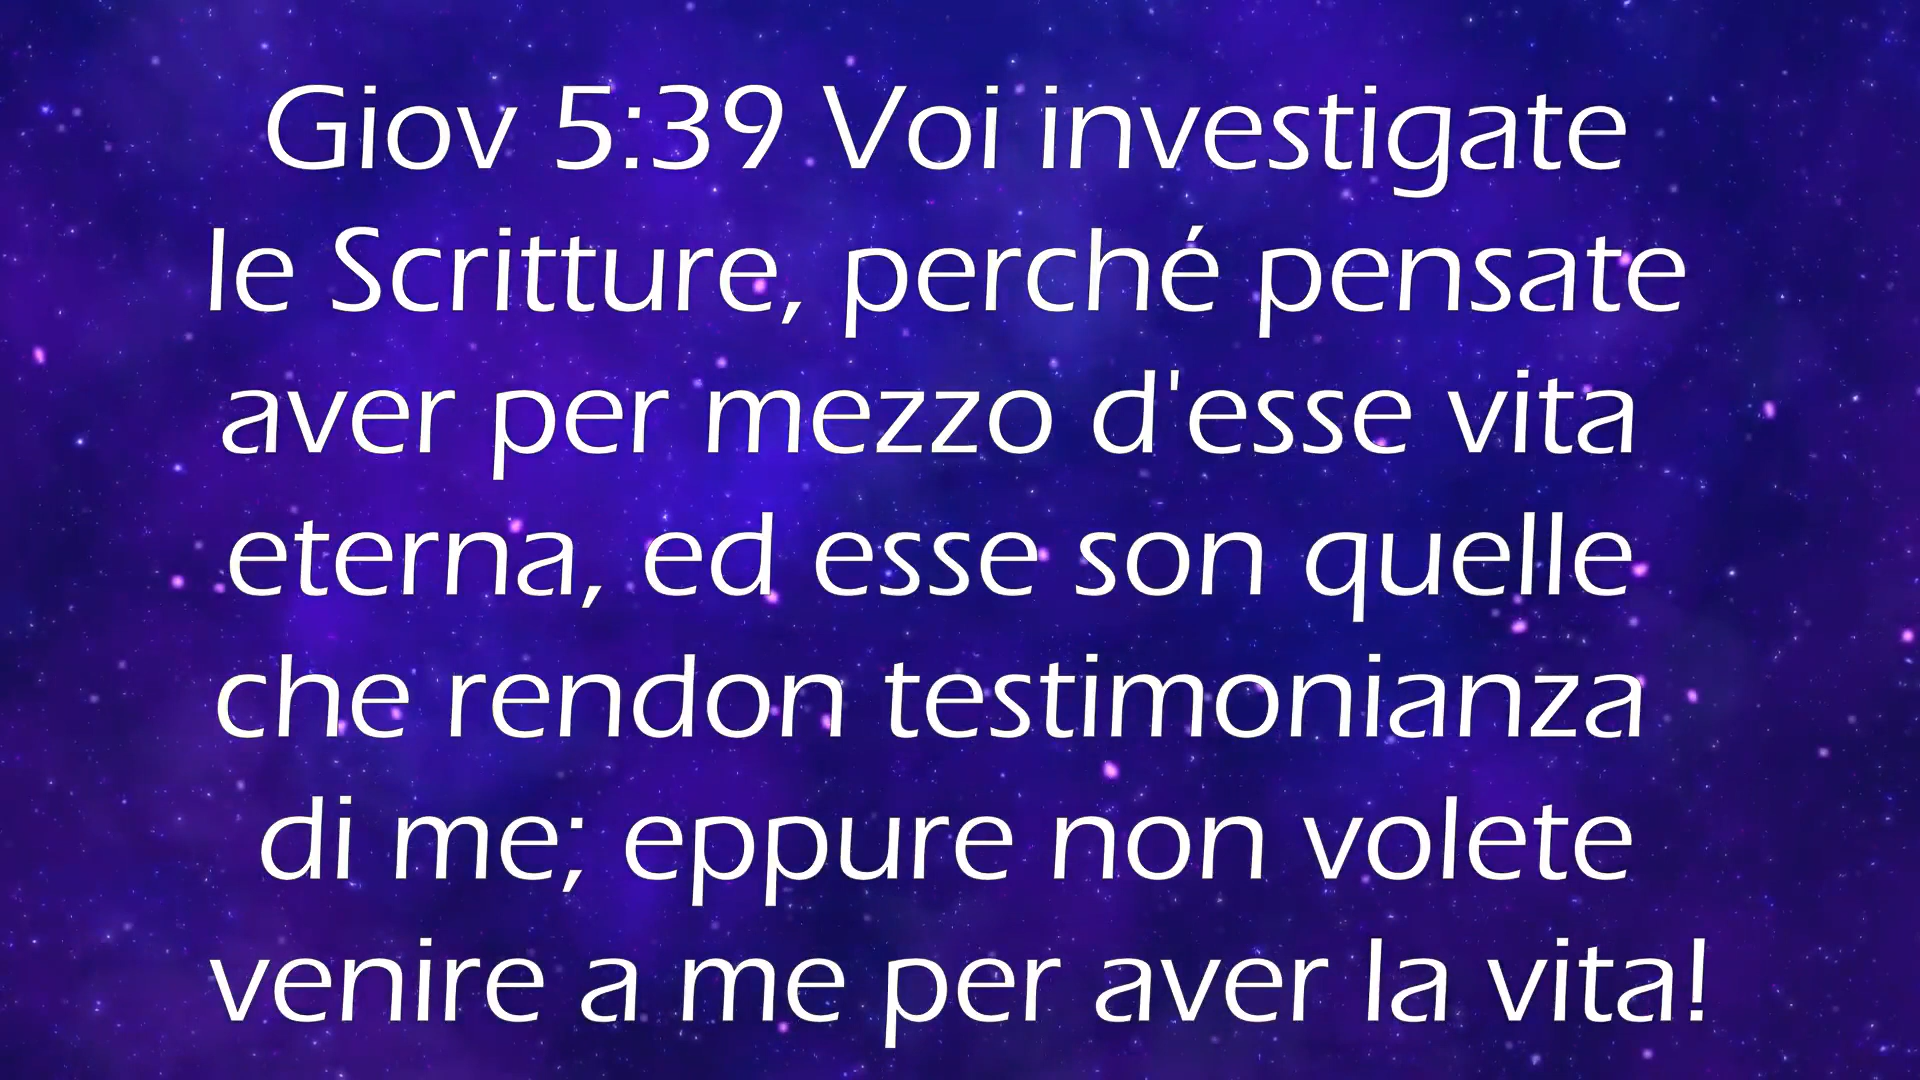 Giov 5:39 Voi investigate
le Scritture, perché pensate
aver per mezzo d'esse vita
eterna, ed esse son quelle
che rendon testimonianza
di me; eppure non volete
venire a me per aver la vita!